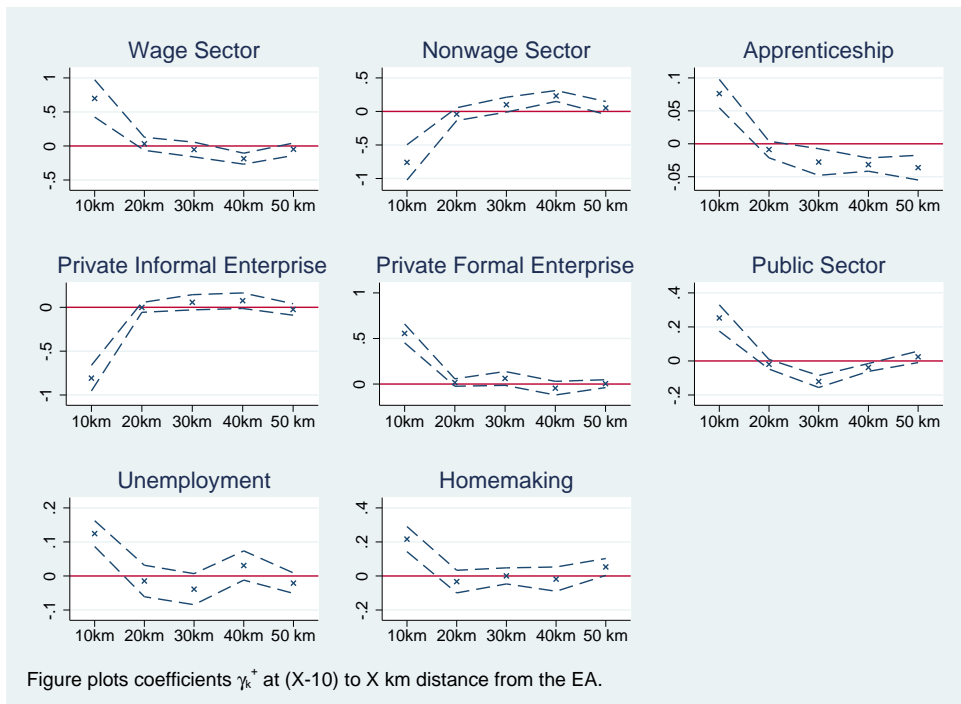 Wage Sector
1
.5
0
-.5
10km 20km 30km 40km 50 km
Nonwage Sector
.5
0
-.5
-1
10km 20km 30km 40km 50 km
Apprenticeship
.1
.05
0
-.05
10km 20km 30km 40km 50 km
Private Informal Enterprise
0
-.5
-1
10km 20km 30km 40km 50 km
Private Formal Enterprise
1
.5
0
10km 20km 30km 40km 50 km
Public Sector
.4
.2
0
-.2
10km 20km 30km 40km 50 km
Unemployment
.2
.1
0
-.1
10km 20km 30km 40km 50 km
Homemaking
.4
.2
0
-.2
10km 20km 30km 40km 50 km
Figure plots coefficients γₖ⁺ at (X-10) to X km distance from the EA.